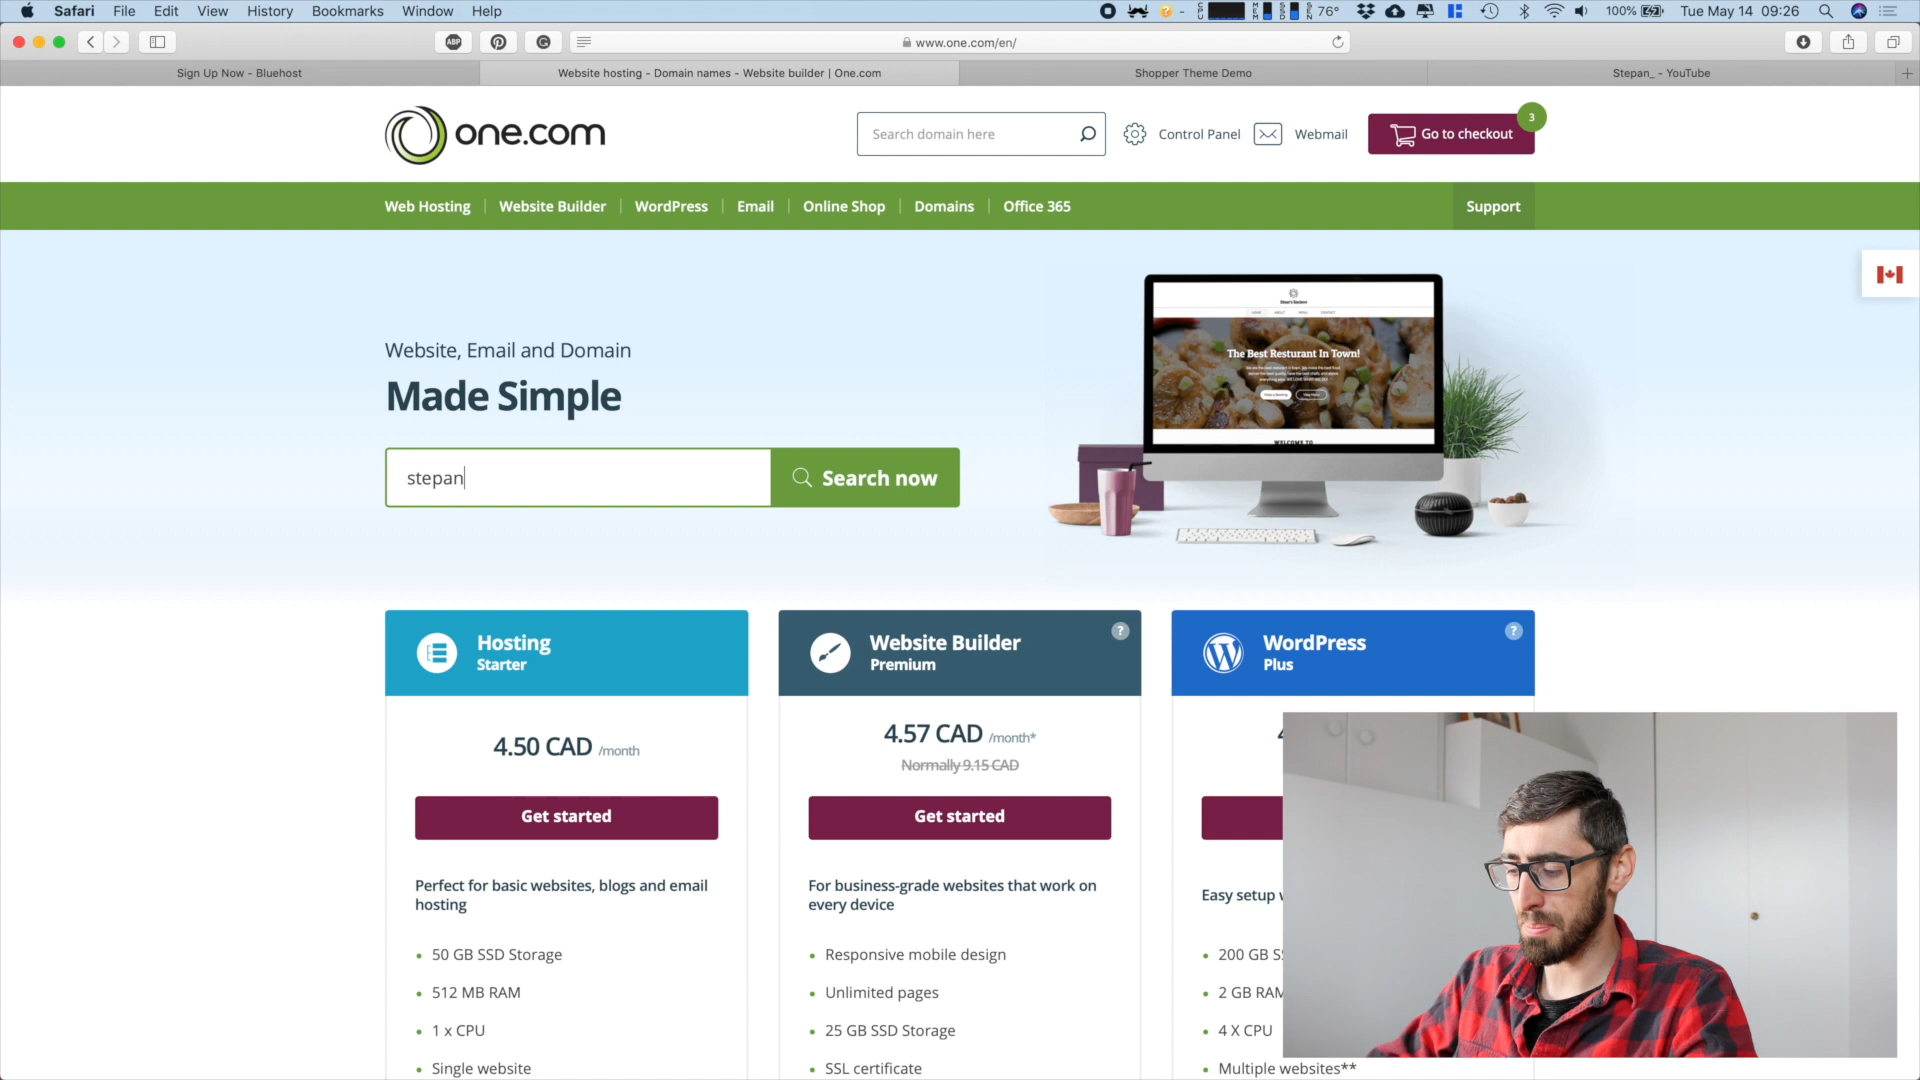 Safari File Edit View History Bookmarks Window Help
76° 100% Tue May 14 09:26
ABP www.one.com/en/
Sign Up Now - Bluehost
Website hosting - Domain names - Website builder | One.com
Shopper Theme Demo
Stepan_ - YouTube
one.com
Search domain here
Control Panel
Webmail
Go to checkout
3
Web Hosting | Website Builder | WordPress | Email | Online Shop | Domains | Office 365
Support
Website, Email and Domain
Made Simple
stepan
Search now
The Best Resturant In Town!
WELCOME TO
Hosting
Starter
4.50 CAD /month
Get started
Perfect for basic websites, blogs and email
hosting
• 50 GB SSD Storage
• 512 MB RAM
• 1 x CPU
• Single website
Website Builder
Premium
?
4.57 CAD /month*
Normally 9.15 CAD
Get started
For business-grade websites that work on
every device
• Responsive mobile design
• Unlimited pages
• 25 GB SSD Storage
• SSL certificate
WordPress
Plus
?
Easy setup
• 200 GB
• 2 GB RAM
• 4 X CPU
• Multiple websites**